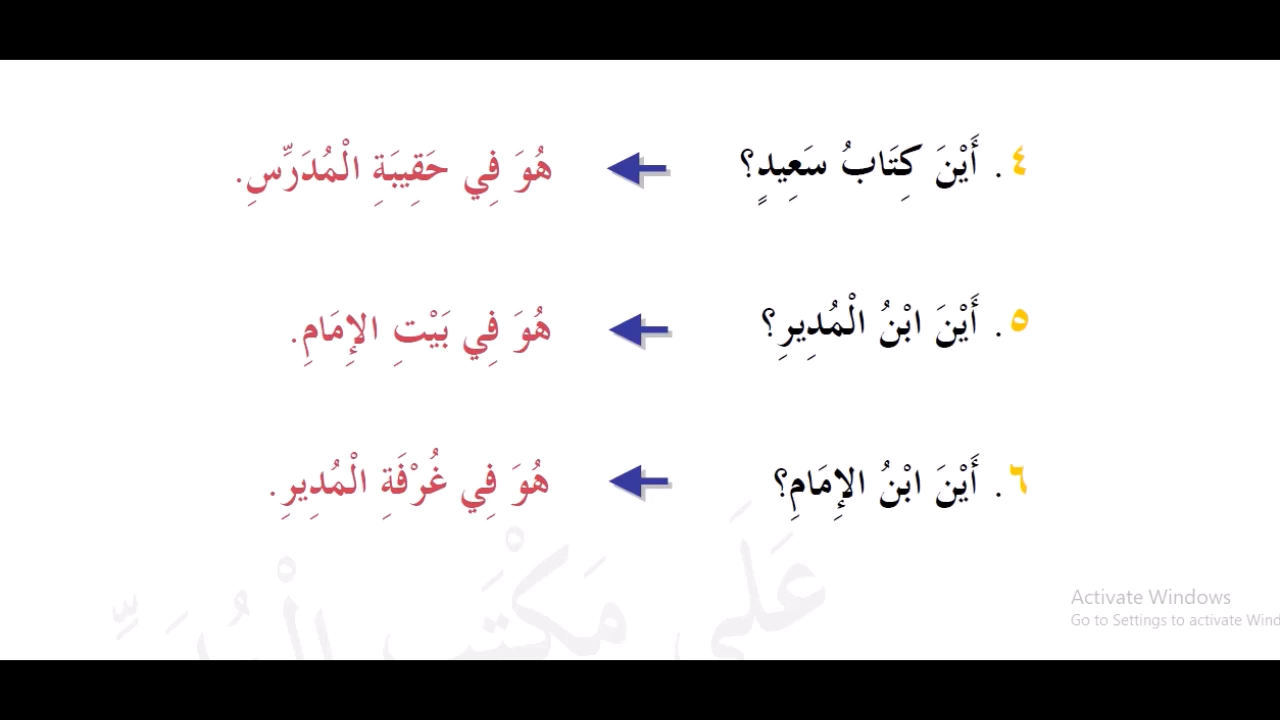 ٤. أَيْنَ كِتَابُ سَعِيدٍ؟ هُوَ فِي حَقِيبَةِ الْمُدَرِّسِ.
٥. أَيْنَ ابْنُ الْمُدِيرِ؟ هُوَ فِي بَيْتِ الإِمَامِ.
٦. أَيْنَ ابْنُ الإِمَامِ؟ هُوَ فِي غُرْفَةِ الْمُدِيرِ.
عَلَى مَكْتَبِ
Activate Windows
Go to Settings to activate